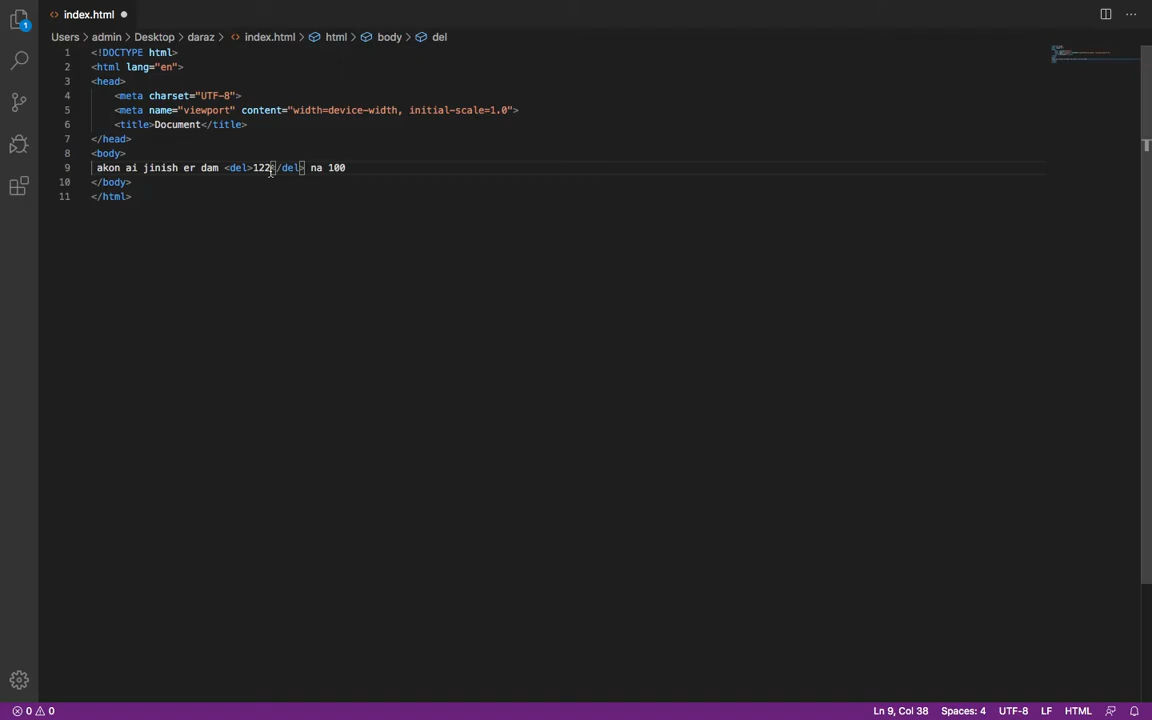 index.html
1
Users > admin > Desktop > daraz > index.html > html > body > del
1 <!DOCTYPE html>
2 <html lang="en">
3 <head>
4 <meta charset="UTF-8">
5 <meta name="viewport" content="width=device-width, initial-scale=1.0">
6 <title>Document</title>
7 </head>
8 <body>
9 akon ai jinish er dam <del>122</del> na 100
10 </body>
11 </html>
0 0 Ln 9, Col 38 Spaces: 4 UTF-8 LF HTML